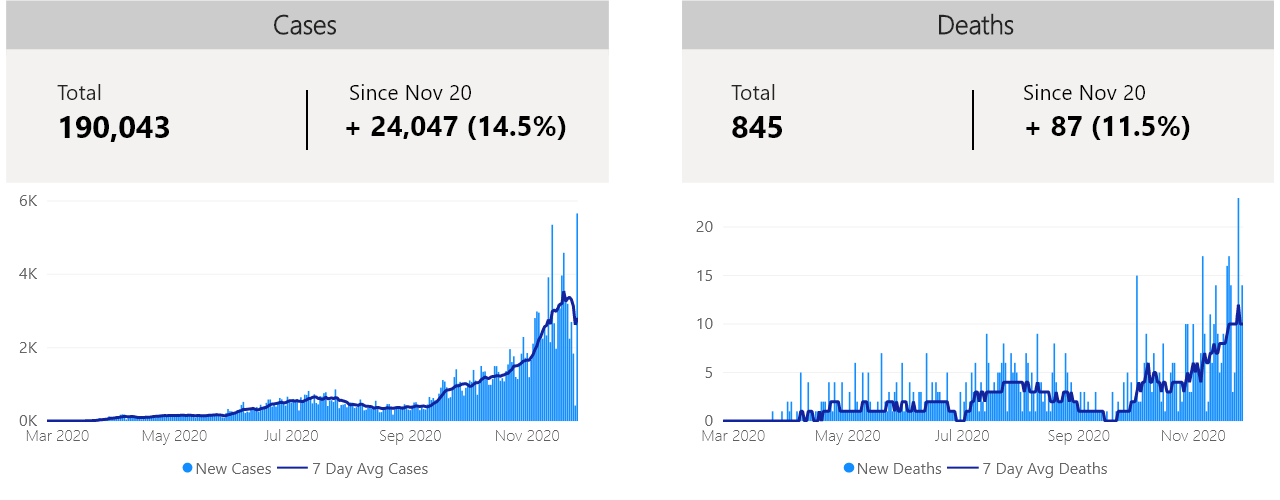 Cases
Total
190,043
Since Nov 20
+ 24,047 (14.5%)
6K
4K
2K
0K
Mar 2020 May 2020 Jul 2020 Sep 2020 Nov 2020
New Cases 7 Day Avg Cases
Deaths
Total
845
Since Nov 20
+ 87 (11.5%)
20
15
10
5
0
Mar 2020 May 2020 Jul 2020 Sep 2020 Nov 2020
New Deaths 7 Day Avg Deaths